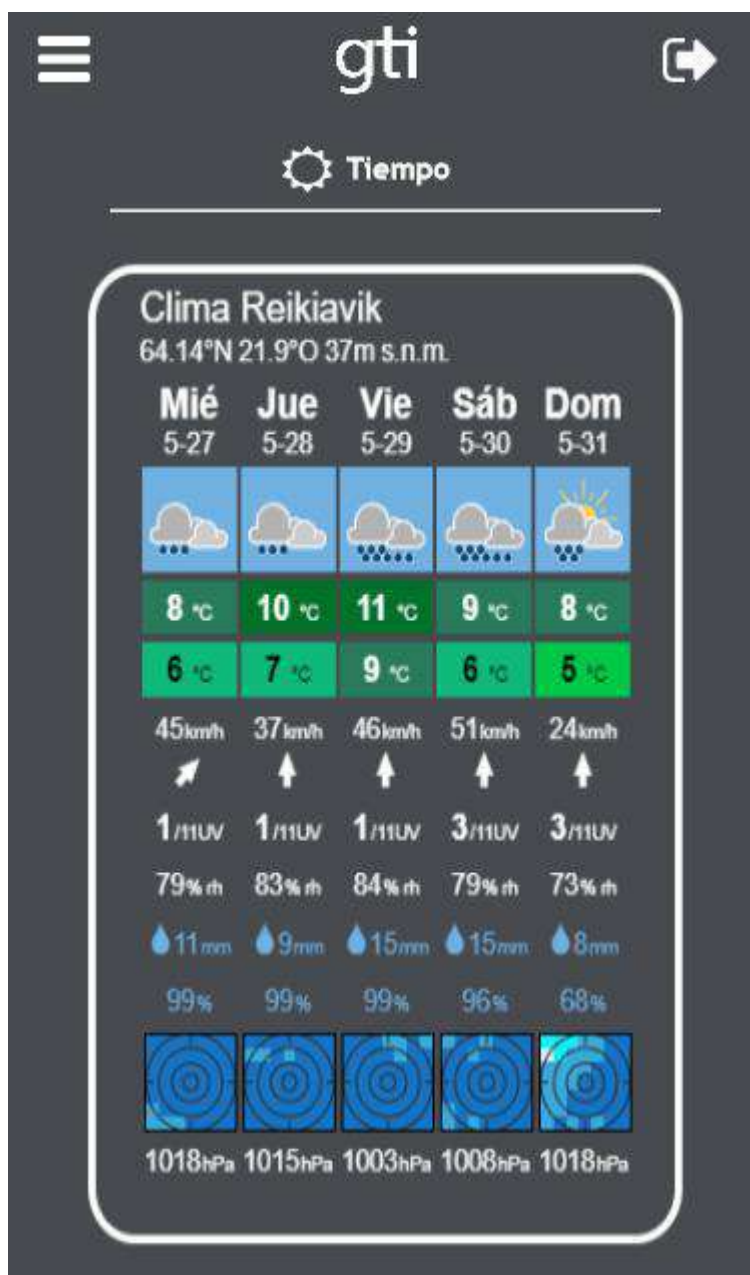 gti
Tiempo
Clima Reikiavik
64.14°N 21.9°O 37m s.n.m.
Mié Jue Vie Sáb Dom
5-27 5-28 5-29 5-30 5-31
8 °C 10 °C 11 °C 9 °C 8 °C
6 °C 7 °C 9 °C 6 °C 5 °C
45km/h 37km/h 46km/h 51km/h 24km/h
1/11UV 1/11UV 1/11UV 3/11UV 3/11UV
79% rh 83% rh 84% rh 79% rh 73% rh
11mm 9mm 15mm 15mm 8mm
99% 99% 99% 96% 68%
1018hPa 1015hPa 1003hPa 1008hPa 1018hPa